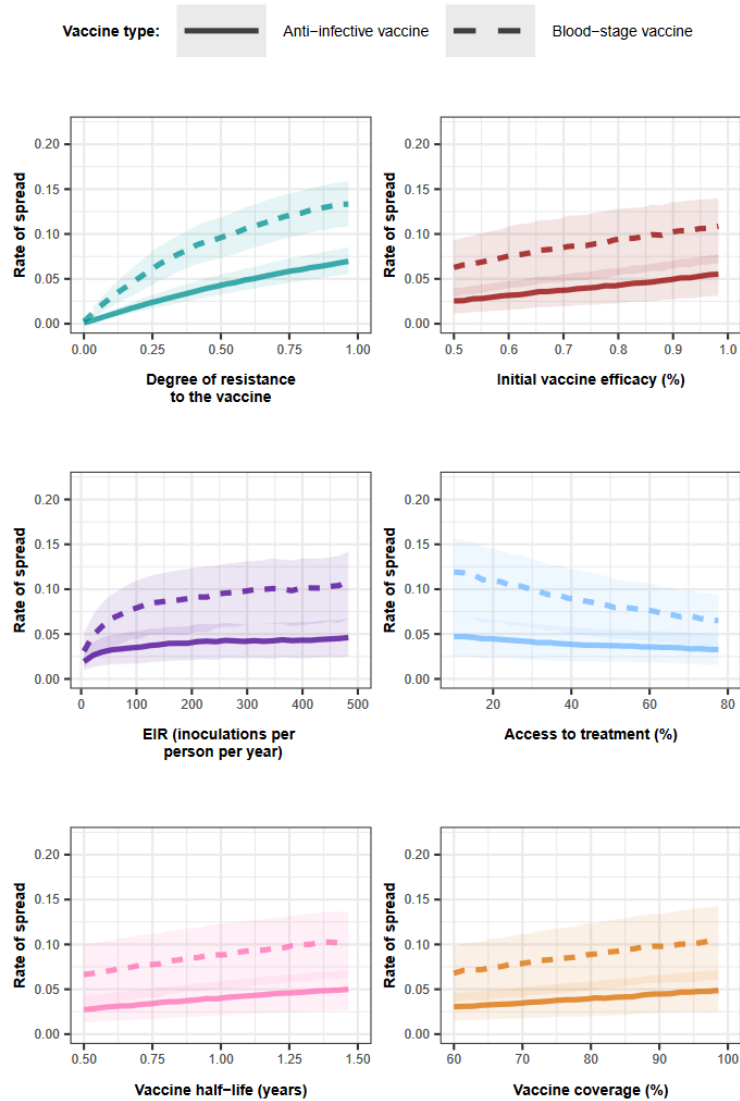 Vaccine type: Anti−infective vaccine Blood−stage vaccine
Rate of spread
0.20
0.15
0.10
0.05
0.00
0.00 0.25 0.50 0.75 1.00
Degree of resistance
to the vaccine
Rate of spread
0.20
0.15
0.10
0.05
0.00
0.5 0.6 0.7 0.8 0.9 1.0
Initial vaccine efficacy (%)
Rate of spread
0.20
0.15
0.10
0.05
0.00
0 100 200 300 400 500
EIR (inoculations per
person per year)
Rate of spread
0.20
0.15
0.10
0.05
0.00
20 40 60 80
Access to treatment (%)
Rate of spread
0.20
0.15
0.10
0.05
0.00
0.50 0.75 1.00 1.25 1.50
Vaccine half−life (years)
Rate of spread
0.20
0.15
0.10
0.05
0.00
60 70 80 90 100
Vaccine coverage (%)